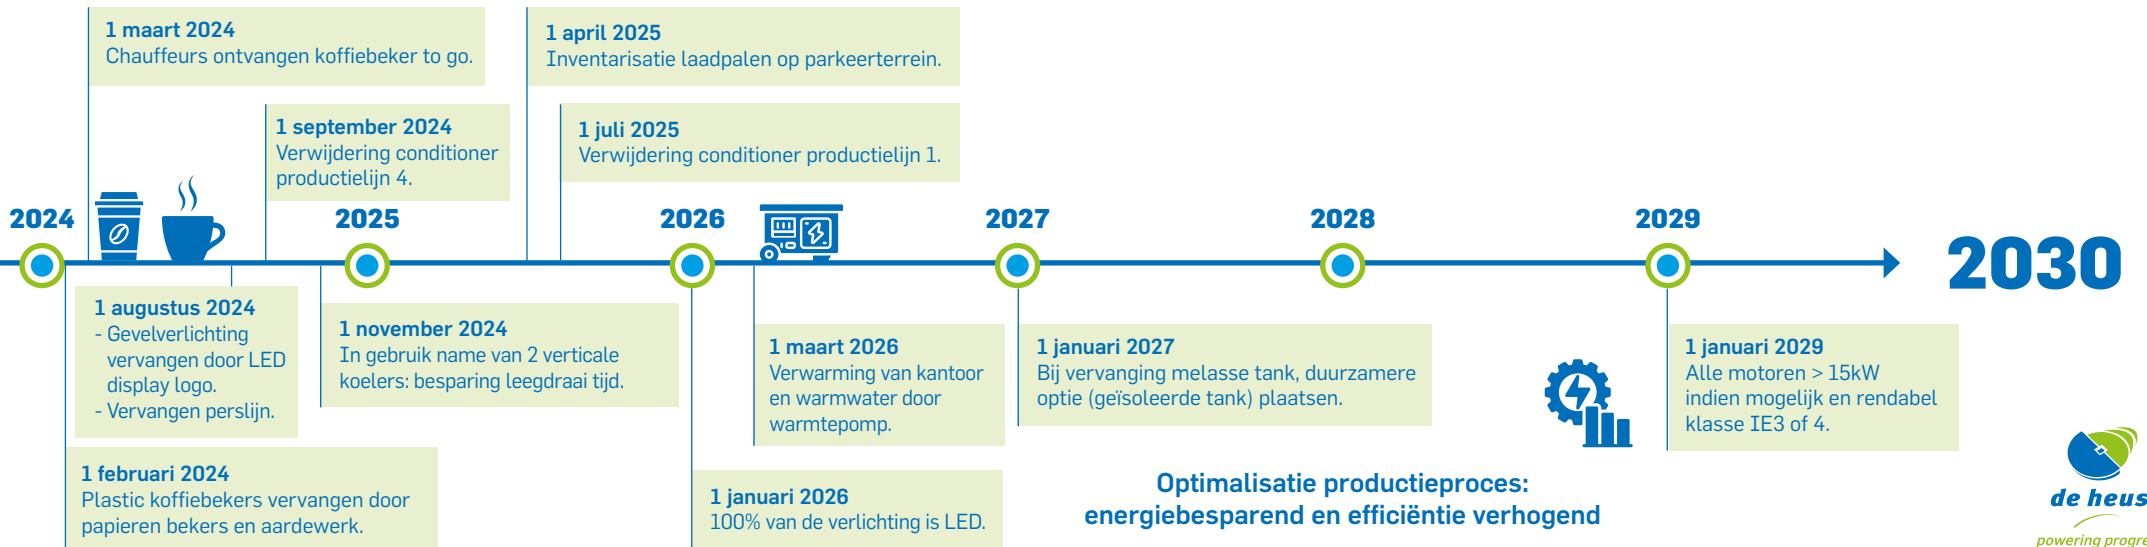 1 maart 2024
Chauffeurs ontvangen koffiebeker to go.
1 april 2025
Inventarisatie laadpalen op parkeerterrein.
1 september 2024
Verwijdering conditioner
productielijn 4.
1 juli 2025
Verwijdering conditioner productielijn 1.
2024
2025
2026
2027
2028
2029
2030
1 augustus 2024
- Gevelverlichting
vervangen door LED
display logo.
- Vervangen perslijn.
1 november 2024
In gebruik name van 2 verticale
koelers: besparing leegdraai tijd.
1 maart 2026
Verwarming van kantoor
en warmwater door
warmtepomp.
1 januari 2027
Bij vervanging melasse tank, duurzamere
optie (geïsoleerde tank) plaatsen.
1 januari 2029
Alle motoren > 15kW
indien mogelijk en rendabel
klasse IE3 of 4.
1 februari 2024
Plastic koffiebekers vervangen door
papieren bekers en aardewerk.
1 januari 2026
100% van de verlichting is LED.
Optimalisatie productieproces:
energiebesparend en efficiëntie verhogend
de heus
powering progre